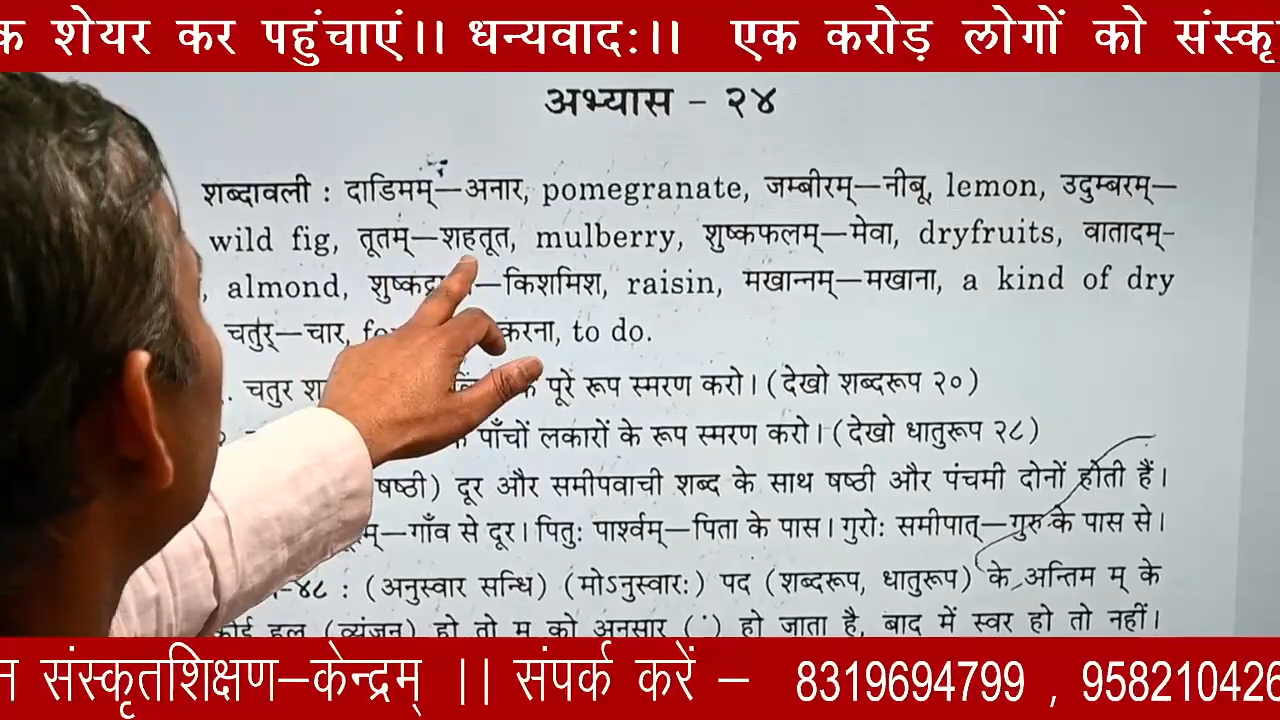 शेयर कर पहुंचाएं।। धन्यवादः।। एक करोड़ लोगों को
अभ्यास – २४
शब्दावली : दाडिमम्—अनार, pomegranate, जम्बीरम्—नीबू, lemon, उदुम्बरम्—
wild fig, तूतम्—शहतूत, mulberry, शुष्कफलम्—मेवा, dryfruits, वातादम्-
almond, —किशमिश, raisin, मखान्नम्—मखाना, a kind of dry
चतुर्—चार, करना, to do.
चतुर पूरे रूप स्मरण करो। (देखो शब्दरूप २०)
पाँचों लकारों के रूप स्मरण करो। (देखो धातुरूप २८)
षष्ठी) दूर और समीपवाची शब्द के साथ षष्ठी और पंचमी दोनों होती हैं।
—गाँव से दूर। पितुः पार्श्वम्—पिता के पास। गुरोः समीपात्—गुरु के पास से।
-४८ : (अनुस्वार सन्धि) (मोऽनुस्वारः) पद (शब्दरूप, धातुरूप) के अन्तिम म् के
कोई हल् (व्यंजन) हो तो म् को अनुसार ( ं ) हो जाता है, बाद में स्वर हो तो नहीं।
संस्कृतशिक्षण–केन्द्रम् || संपर्क करें – 8319694799 , 958210426